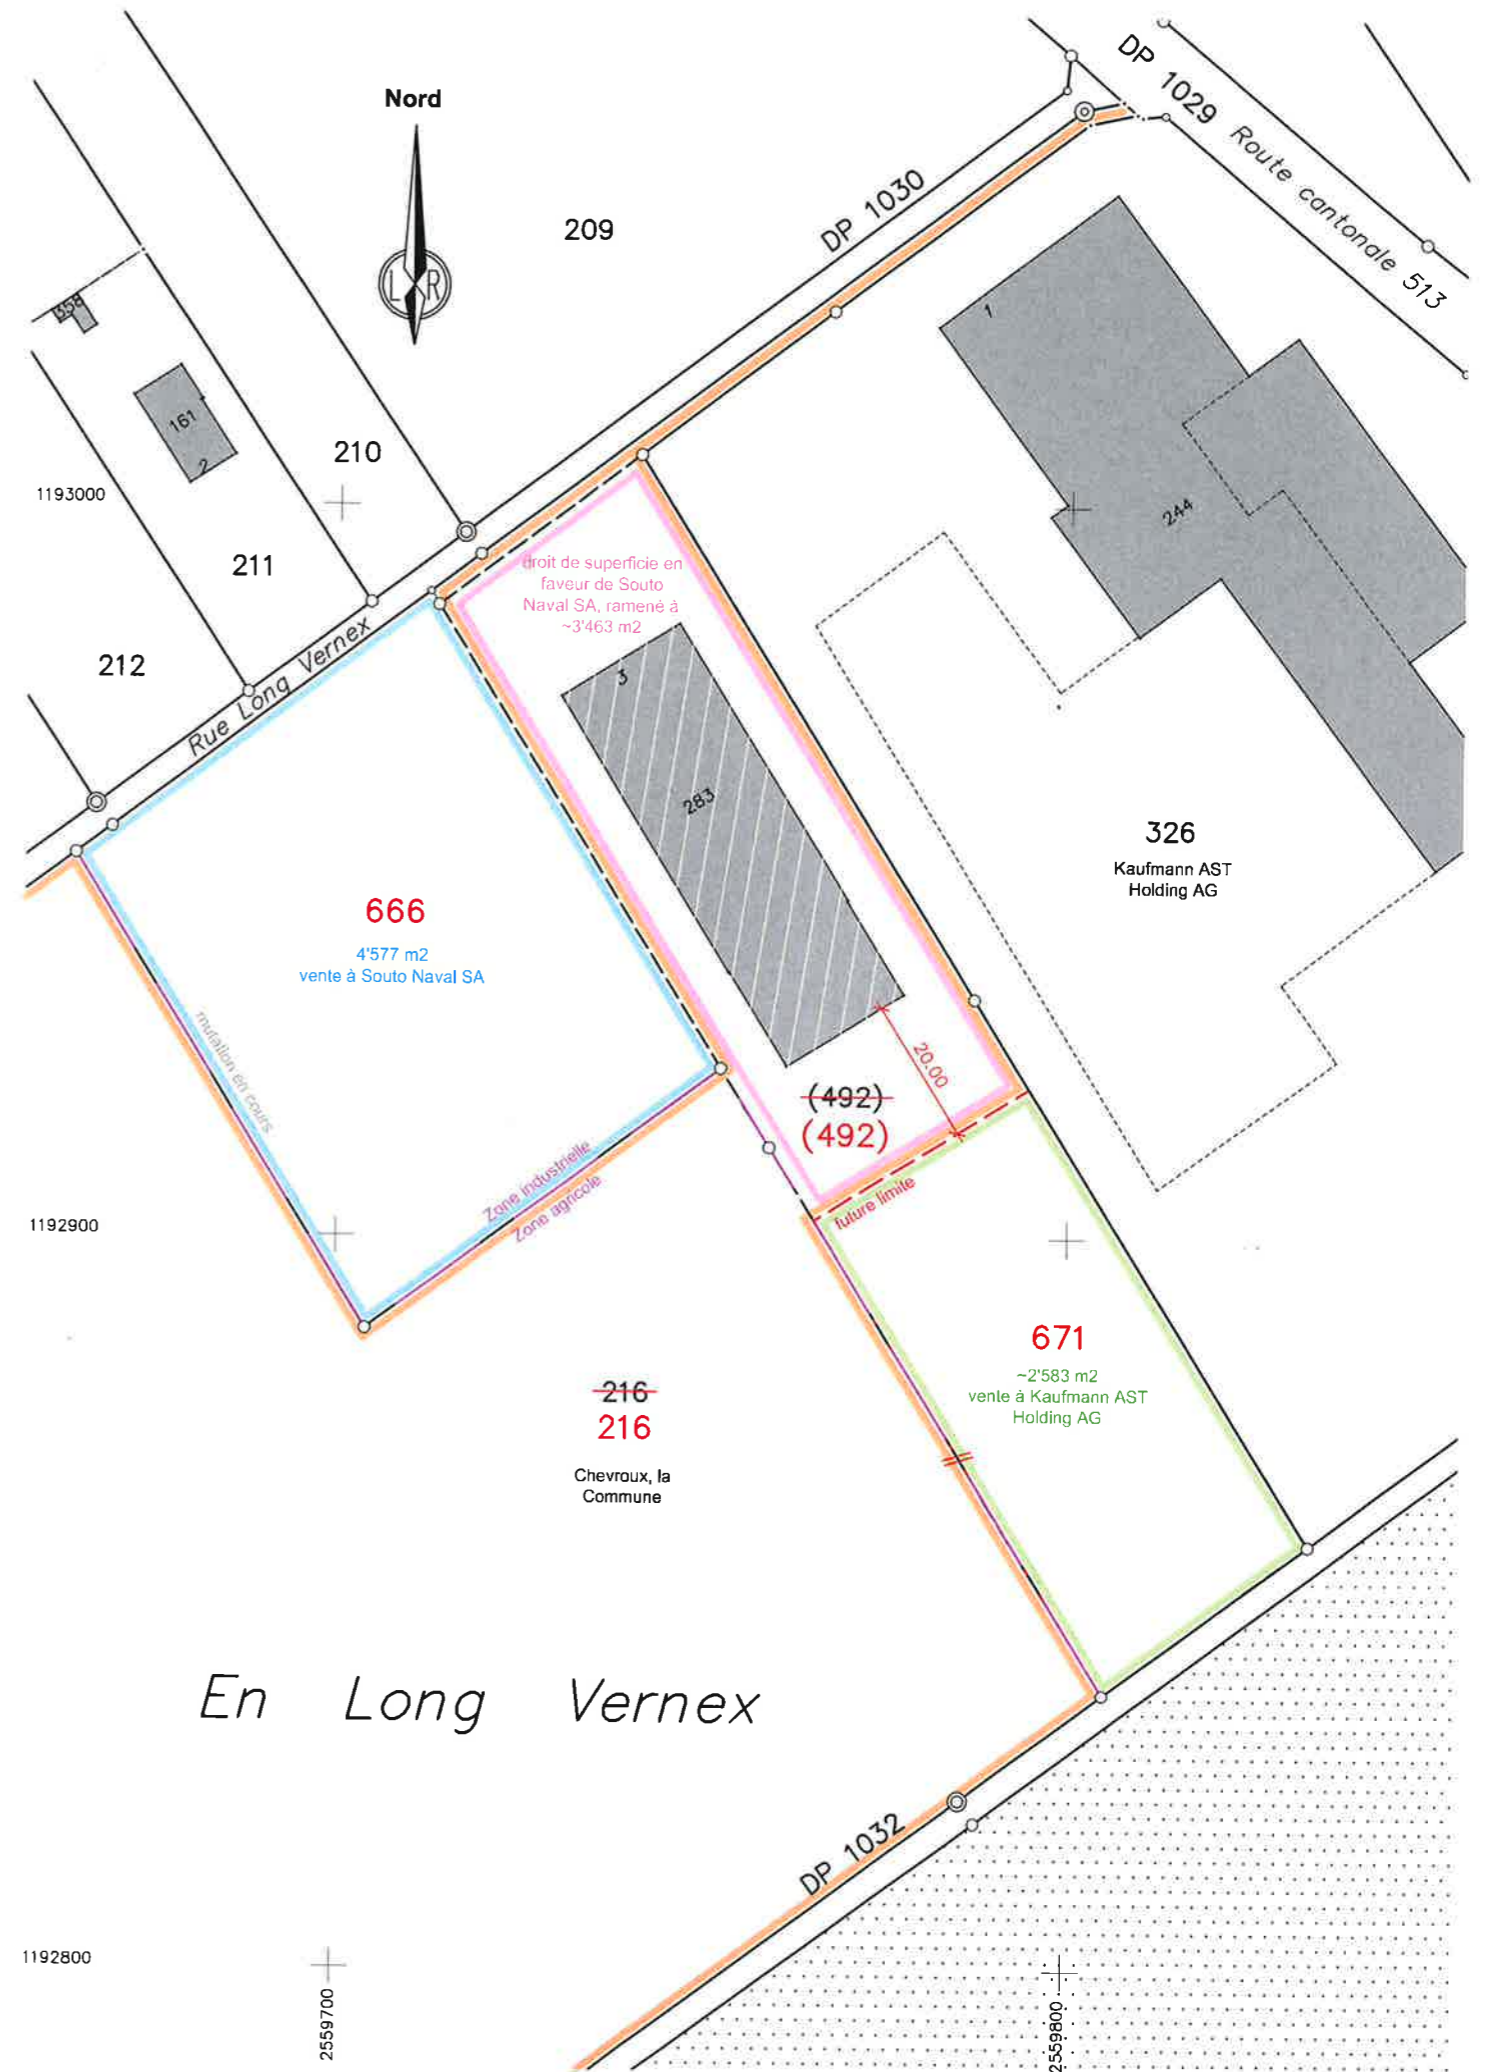 Nord
L R
DP 1029 Route cantonale 513
DP 1030
209
358
1
161
2
210
244
1193000
211
droit de superficie en
faveur de Souto
Naval SA, ramené à
~3'463 m2
212
Rue Long Vernex
3
283
326
Kaufmann AST
Holding AG
666
4'577 m2
vente à Souto Naval SA
mutation en cours
20.00
(492)
(492)
Zone industrielle
Zone agricole
future limite
1192900
671
~2'583 m2
vente à Kaufmann AST
Holding AG
216
216
Chevroux, la
Commune
En Long Vernex
DP 1032
1192800
2559700
2559800